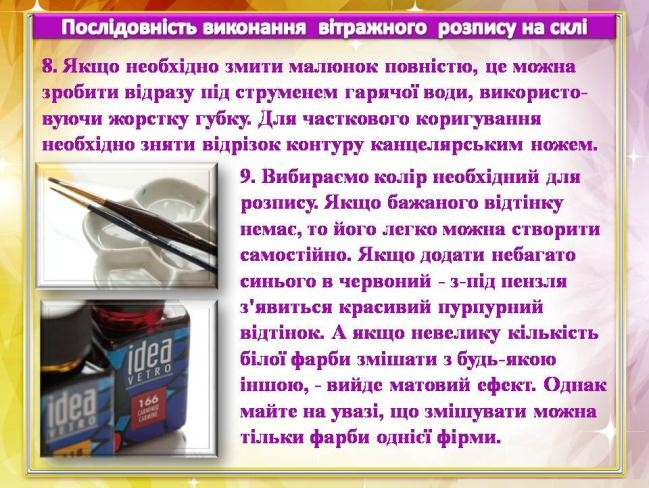 Послідовність виконання вітражного розпису на склі
8. Якщо необхідно змити малюнок повністю, це можна
зробити відразу під струменем гарячої води, використо-
вуючи жорстку губку. Для часткового коригування
необхідно зняти відрізок контуру канцелярським ножем.
9. Вибираємо колір необхідний для
розпису. Якщо бажаного відтінку
немає, то його легко можна створити
самостійно. Якщо додати небагато
синього в червоний - з-під пензля
з'явиться красивий пурпурний
відтінок. А якщо невелику кількість
білої фарби змішати з будь-якою
іншою, - вийде матовий ефект. Однак
майте на увазі, що змішувати можна
тільки фарби однієї фірми.
idea
VETRO
166
CARMINIO
CARMINE
idea
VETRO